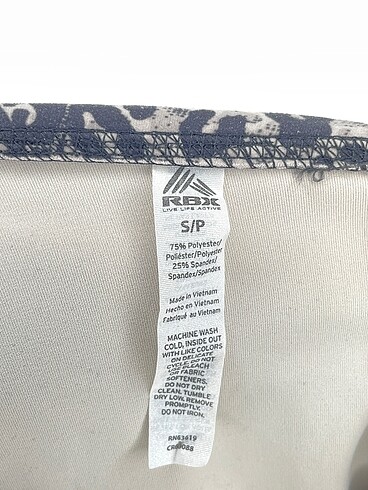 RBX
LIVE LIFE ACTIVE
S/P
75% Polyester/
Poliéster/Polyester
25% Spandex/
Spandex/Spandex
Made in Vietnam
Hecho en Vietnam
Fabriqué au Vietnam
MACHINE WASH
COLD, INSIDE OUT
WITH LIKE COLORS
ON DELICATE
CYCLE. DO NOT
USE BLEACH
OR FABRIC
SOFTENERS.
DO NOT DRY
CLEAN. TUMBLE
DRY LOW. REMOVE
PROMPTLY.
DO NOT IRON.
RN63619